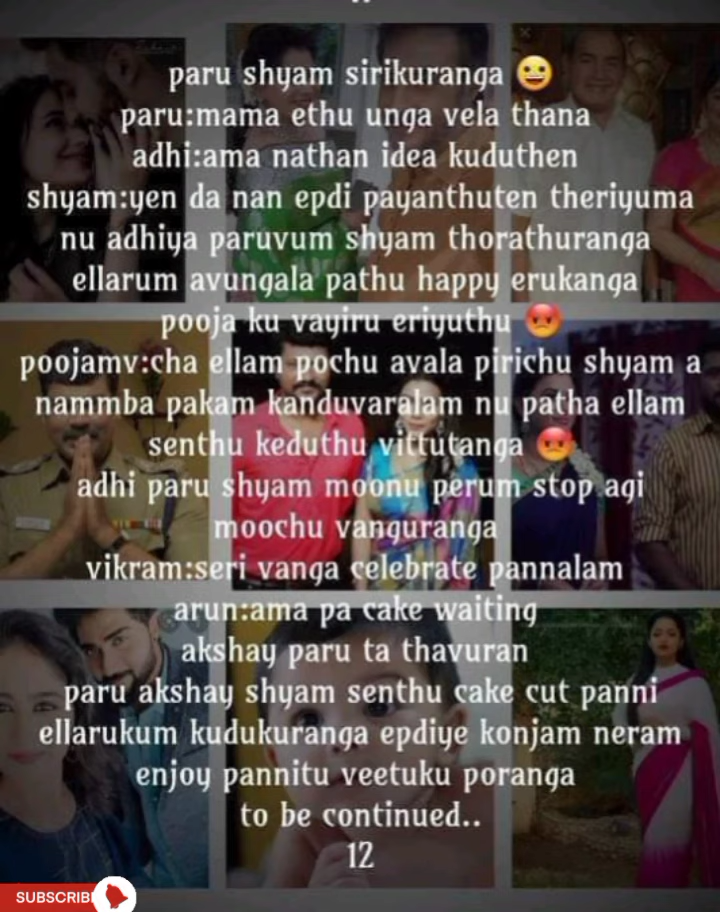 paru shyam sirikuranga 😀
paru:mama ethu unga vela thana
adhi:ama nathan idea kuduthen
shyam:yen da nan epdi payanthuten theriyuma
nu adhiya paruvum shyam thorathuranga
ellarum avungala pathu happy erukanga
pooja ku vayiru eriyuthu 😡
poojamv:cha ellam pochu avala pirichu shyam a
nammba pakam kanduvaralam nu patha ellam
senthu keduthu vittutanga 😡
adhi paru shyam moonu perum stop agi
moochu vanguranga
vikram:seri vanga celebrate pannalam
arun:ama pa cake waiting
akshay paru ta thavuran
paru akshay shyam senthu cake cut panni
ellarukum kudukuranga epdiye konjam neram
enjoy pannitu veetuku poranga
to be continued..
12
SUBSCRIB